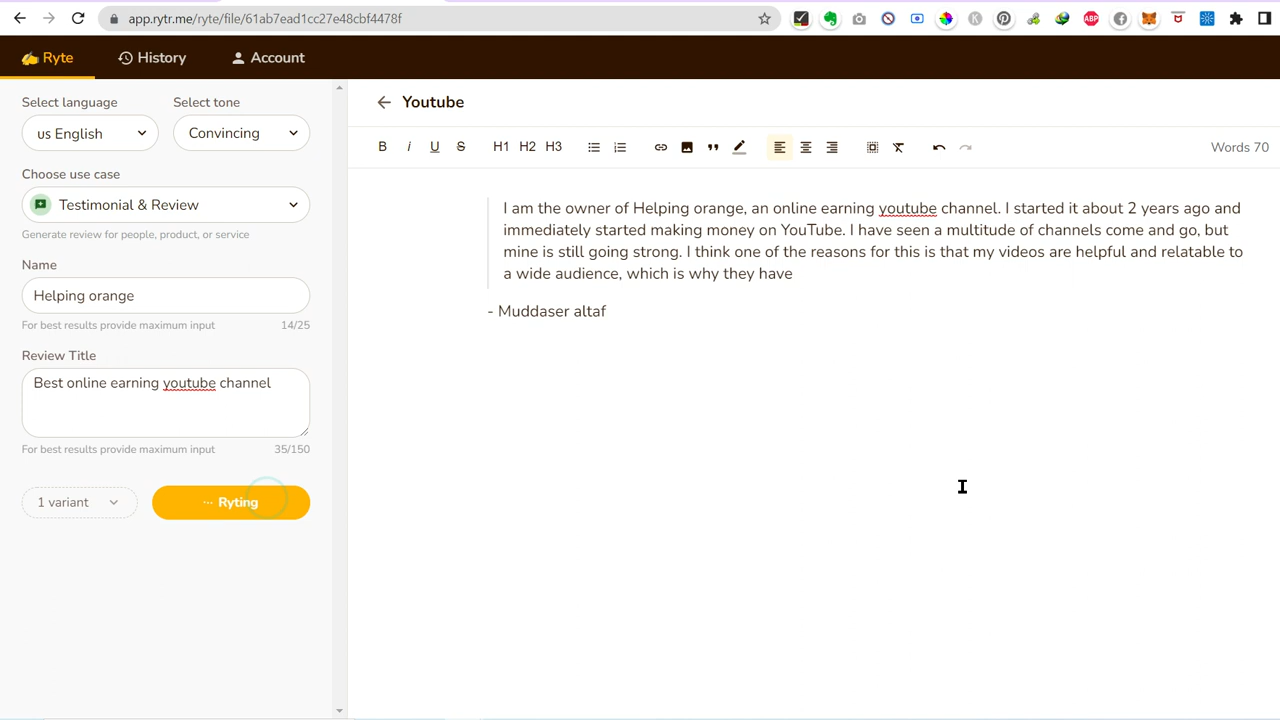 app.rytr.me/ryte/file/61ab7ead1cc27e48cbf4478f
ABP
Ryte
History
Account
Select language
Select tone
us English
Convincing
Choose use case
Testimonial & Review
Generate review for people, product, or service
Name
Helping orange
For best results provide maximum input
14/25
Review Title
Best online earning youtube channel
For best results provide maximum input
35/150
1 variant
··· Ryting
Youtube
B i U S H1 H2 H3
Words 70
I am the owner of Helping orange, an online earning youtube channel. I started it about 2 years ago and
immediately started making money on YouTube. I have seen a multitude of channels come and go, but
mine is still going strong. I think one of the reasons for this is that my videos are helpful and relatable to
a wide audience, which is why they have
- Muddaser altaf